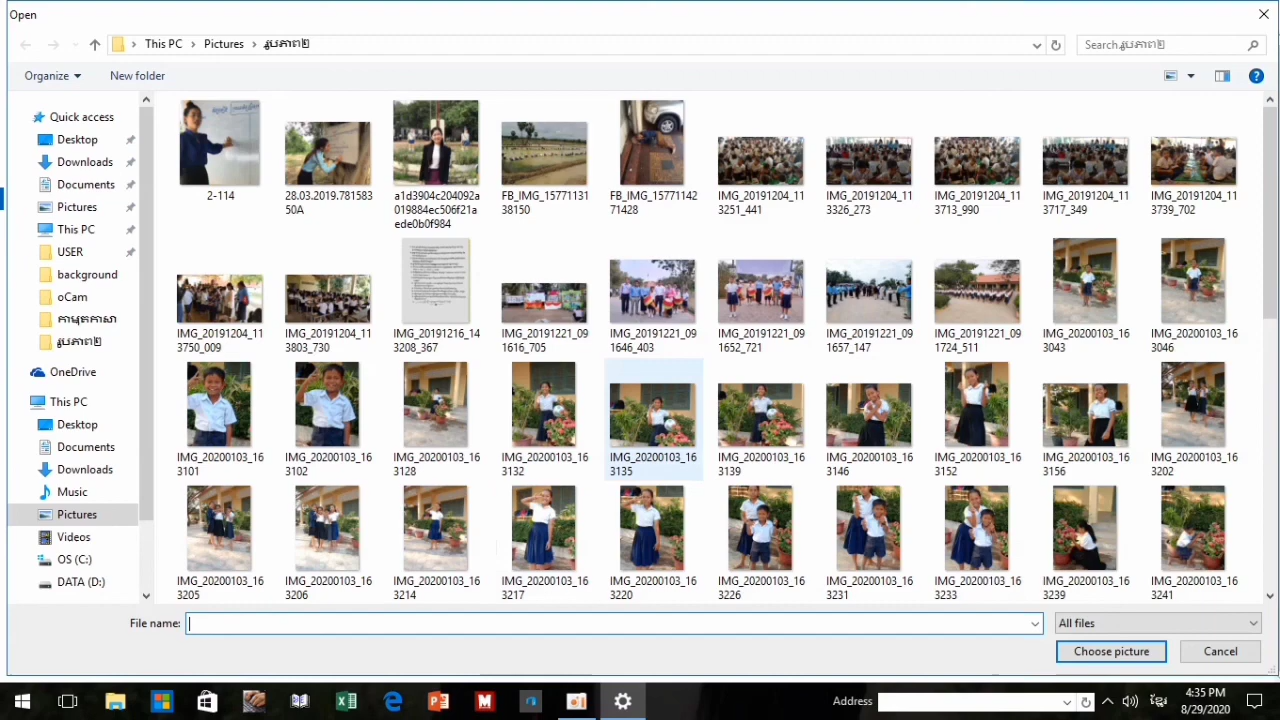 Open
This PC
Pictures
រូបភាព២
Search រូបភាព២
Organize
New folder
Quick access
Desktop
Downloads
Documents
Pictures
This PC
USER
background
oCam
កាមុតកាសា
រូបភាព២
OneDrive
This PC
Desktop
Documents
Downloads
Music
Pictures
Videos
OS (C:)
DATA (D:)
2-114
28.03.2019.781583
50A
a1d3904c204092a
019884ec506f21a
ede0b0f984
FB_IMG_15771131
38150
FB_IMG_15771142
71428
IMG_20191204_11
3251_441
IMG_20191204_11
3326_273
IMG_20191204_11
3713_990
IMG_20191204_11
3717_349
IMG_20191204_11
3739_702
IMG_20191204_11
3750_009
IMG_20191204_11
3803_730
IMG_20191216_14
3208_367
IMG_20191221_09
1616_705
IMG_20191221_09
1646_403
IMG_20191221_09
1652_721
IMG_20191221_09
1657_147
IMG_20191221_09
1724_511
IMG_20200103_16
3043
IMG_20200103_16
3046
IMG_20200103_16
3101
IMG_20200103_16
3102
IMG_20200103_16
3128
IMG_20200103_16
3132
IMG_20200103_16
3135
IMG_20200103_16
3139
IMG_20200103_16
3146
IMG_20200103_16
3152
IMG_20200103_16
3156
IMG_20200103_16
3202
IMG_20200103_16
3205
IMG_20200103_16
3206
IMG_20200103_16
3214
IMG_20200103_16
3217
IMG_20200103_16
3220
IMG_20200103_16
3226
IMG_20200103_16
3231
IMG_20200103_16
3233
IMG_20200103_16
3239
IMG_20200103_16
3241
File name:
All files
Choose picture
Cancel
Address
4:35 PM
8/29/2020